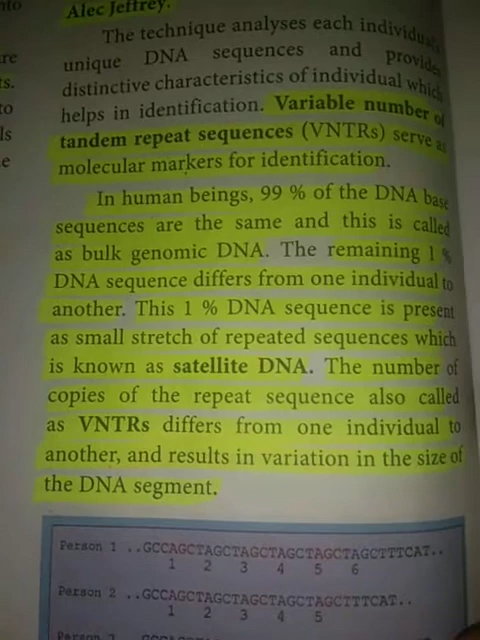 nto
re
ts.
to
ls
e
Alec Jeffrey.
The technique analyses each individual's
unique DNA sequences and provides
distinctive characteristics of individual which
helps in identification. Variable number of
tandem repeat sequences (VNTRs) serve as
molecular markers for identification.
In human beings, 99 % of the DNA base
sequences are the same and this is called
as bulk genomic DNA. The remaining 1 %
DNA sequence differs from one individual to
another. This 1 % DNA sequence is present
as small stretch of repeated sequences which
is known as satellite DNA. The number of
copies of the repeat sequence also called
as VNTRs differs from one individual to
another, and results in variation in the size of
the DNA segment.
Person 1 ..GCCAGCTAGCTAGCTAGCTAGCTAGCTTTCAT..
1 2 3 4 5 6
Person 2 ..GCCAGCTAGCTAGCTAGCTAGCTTTCAT..
1 2 3 4 5